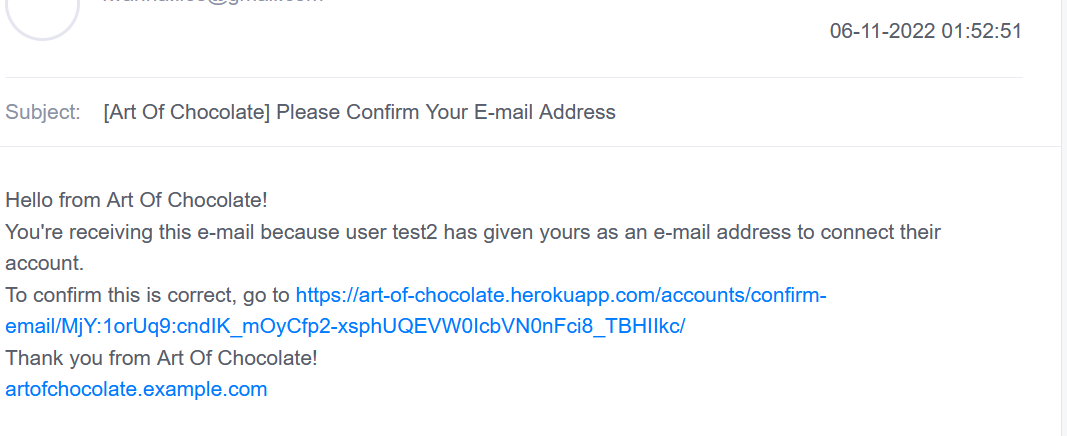 06-11-2022 01:52:51
Subject: [Art Of Chocolate] Please Confirm Your E-mail Address
Hello from Art Of Chocolate!
You're receiving this e-mail because user test2 has given yours as an e-mail address to connect their
account.
To confirm this is correct, go to https://art-of-chocolate.herokuapp.com/accounts/confirm-
email/MjY:1orUq9:cndIK_mOyCfp2-xsphUQEVW0IcbVN0nFci8_TBHIIkc/
Thank you from Art Of Chocolate!
artofchocolate.example.com